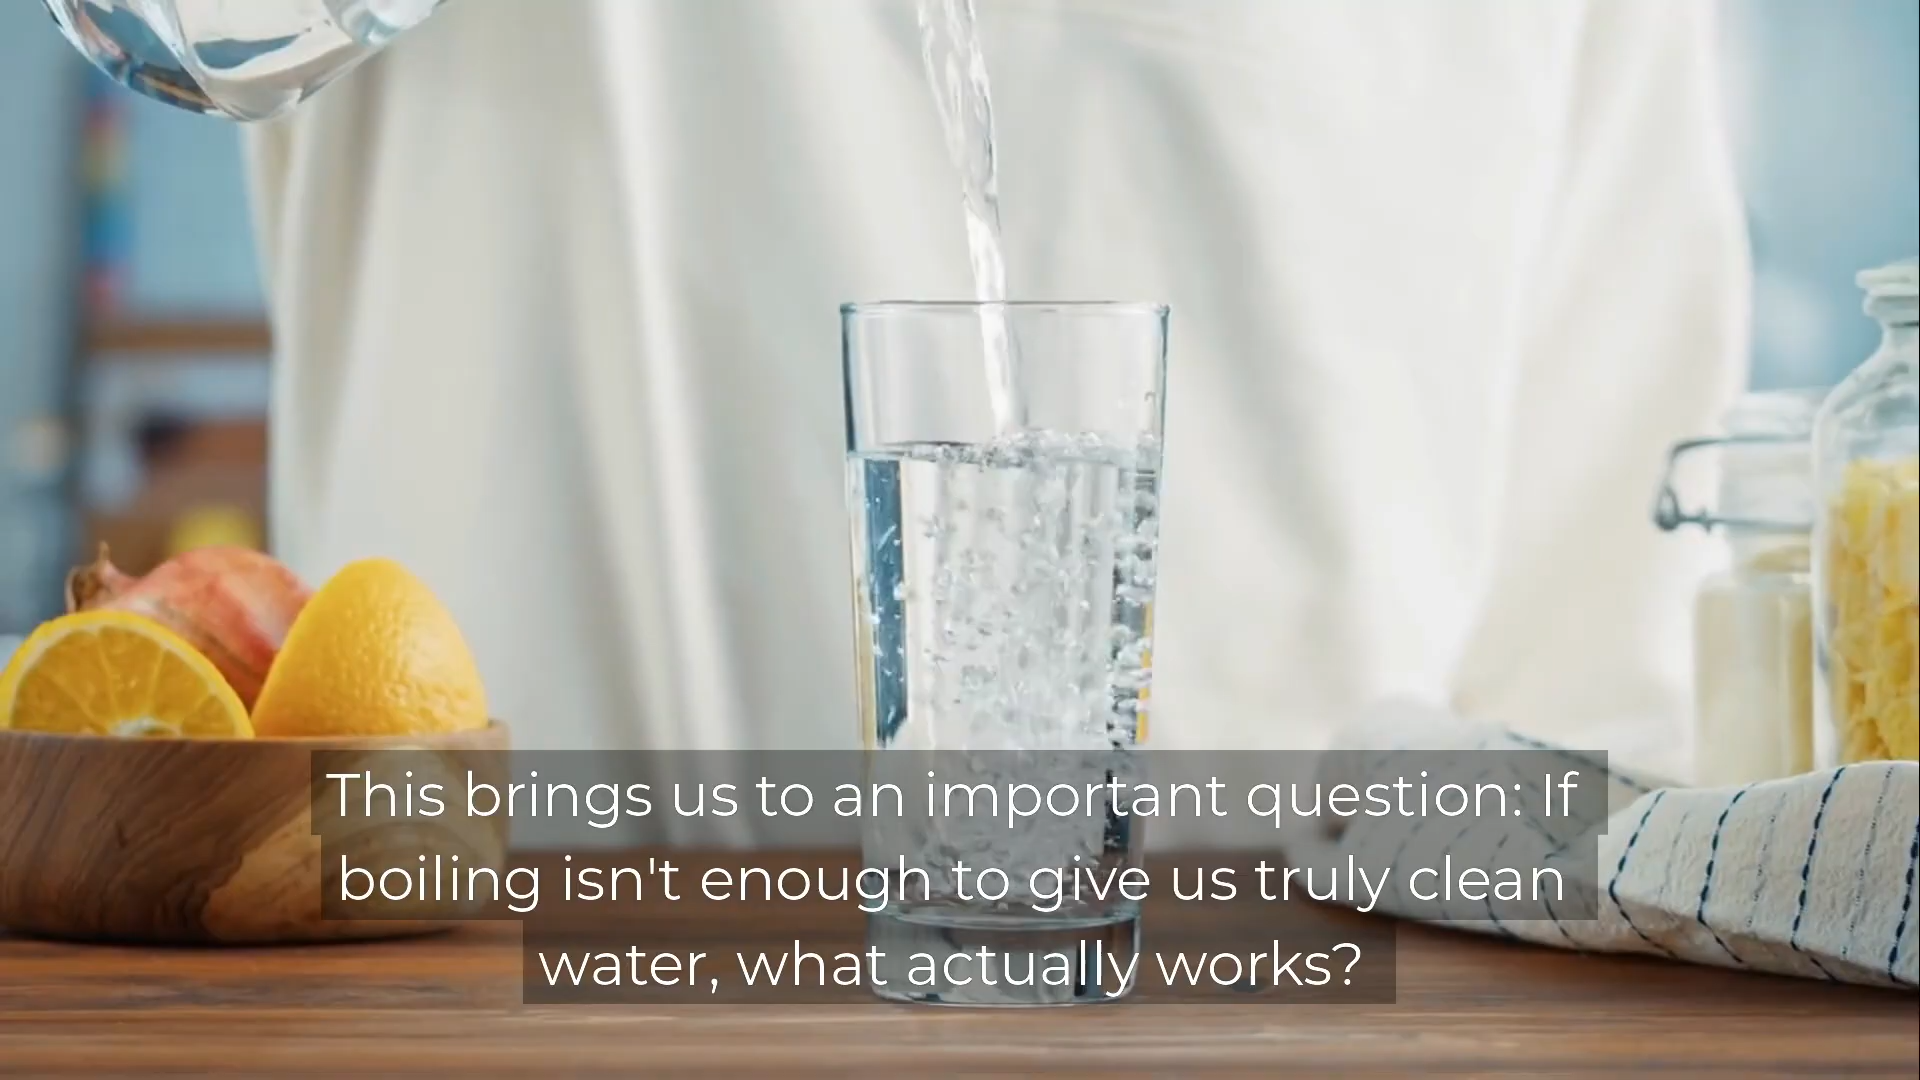 This brings us to an important question: If
boiling isn't enough to give us truly clean
water, what actually works?